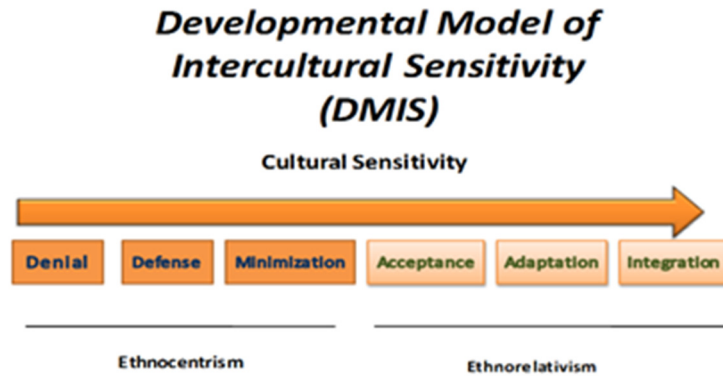 Developmental Model of
Intercultural Sensitivity
(DMIS)
Cultural Sensitivity
Denial
Defense
Minimization
Acceptance
Adaptation
Integration
Ethnocentrism
Ethnorelativism